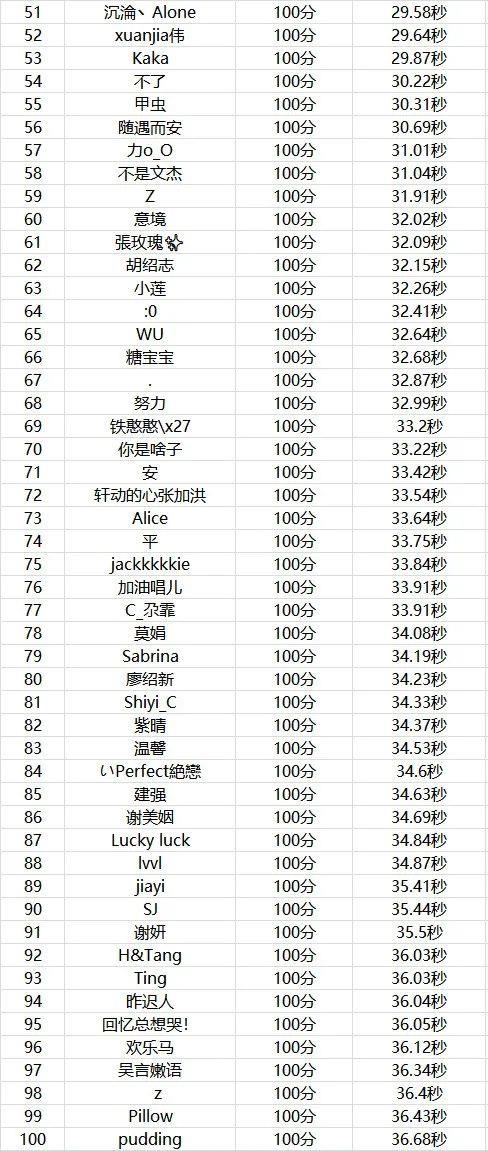 51 沉淪丶Alone 100分 29.58秒
52 xuanjia伟 100分 29.64秒
53 Kaka 100分 29.87秒
54 不了 100分 30.22秒
55 甲虫 100分 30.31秒
56 随遇而安 100分 30.69秒
57 力o_O 100分 31.01秒
58 不是文杰 100分 31.04秒
59 Z 100分 31.91秒
60 意境 100分 32.02秒
61 張玫瑰 100分 32.09秒
62 胡绍志 100分 32.15秒
63 小莲 100分 32.26秒
64 :0 100分 32.41秒
65 WU 100分 32.64秒
66 糖宝宝 100分 32.68秒
67 . 100分 32.87秒
68 努力 100分 32.99秒
69 铁憨憨\x27 100分 33.2秒
70 你是啥子 100分 33.22秒
71 安 100分 33.42秒
72 轩动的心张加洪 100分 33.54秒
73 Alice 100分 33.64秒
74 平 100分 33.75秒
75 jackkkkkie 100分 33.84秒
76 加油唱儿 100分 33.91秒
77 C_尕霏 100分 33.91秒
78 莫娟 100分 34.08秒
79 Sabrina 100分 34.19秒
80 廖绍新 100分 34.23秒
81 Shiyi_C 100分 34.33秒
82 紫晴 100分 34.37秒
83 温馨 100分 34.53秒
84 いPerfect絶戀 100分 34.6秒
85 建强 100分 34.63秒
86 谢美姻 100分 34.69秒
87 Lucky luck 100分 34.84秒
88 lvvl 100分 34.87秒
89 jiayi 100分 35.41秒
90 SJ 100分 35.44秒
91 谢妍 100分 35.5秒
92 H&Tang 100分 36.03秒
93 Ting 100分 36.03秒
94 昨迟人 100分 36.04秒
95 回忆总想哭! 100分 36.05秒
96 欢乐马 100分 36.12秒
97 吴言嫩语 100分 36.34秒
98 z 100分 36.4秒
99 Pillow 100分 36.43秒
100 pudding 100分 36.68秒